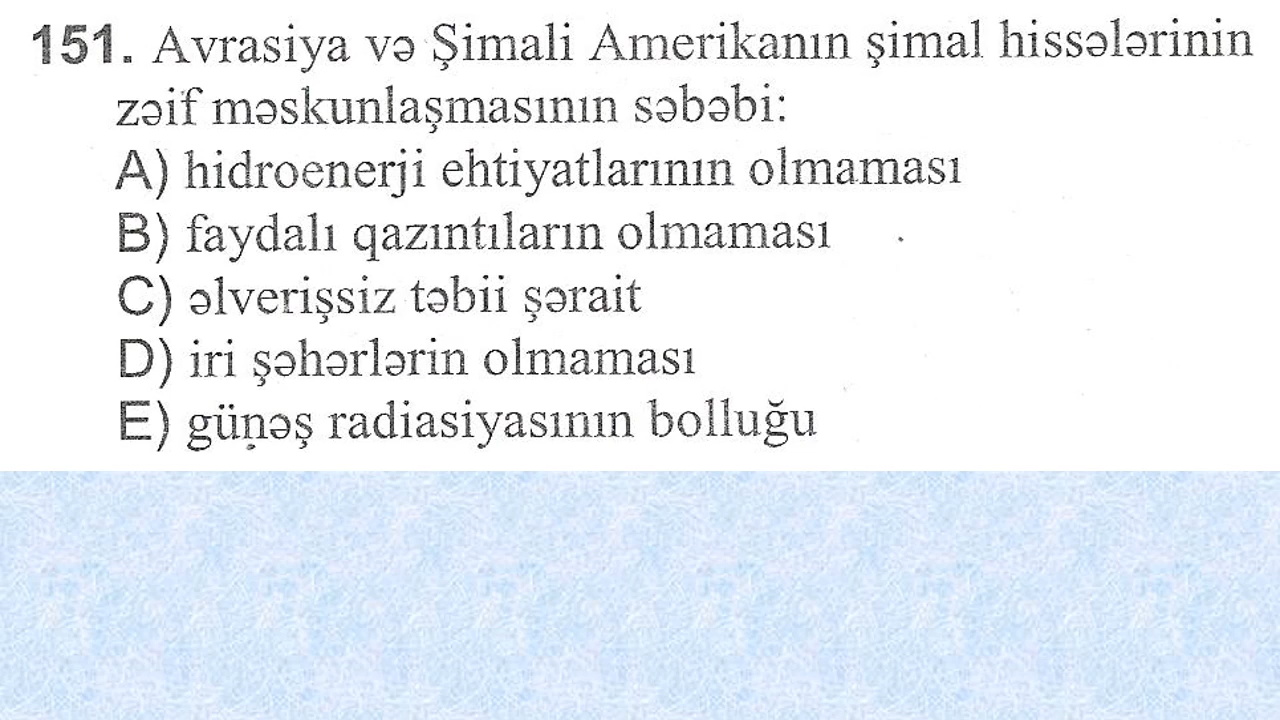 151. Avrasiya və Şimali Amerikanın şimal hissələrinin
zəif məskunlaşmasının səbəbi:
A) hidroenerji ehtiyatlarının olmaması
B) faydalı qazıntıların olmaması
C) əlverişsiz təbii şərait
D) iri şəhərlərin olmaması
E) günəş radiasiyasının bolluğu